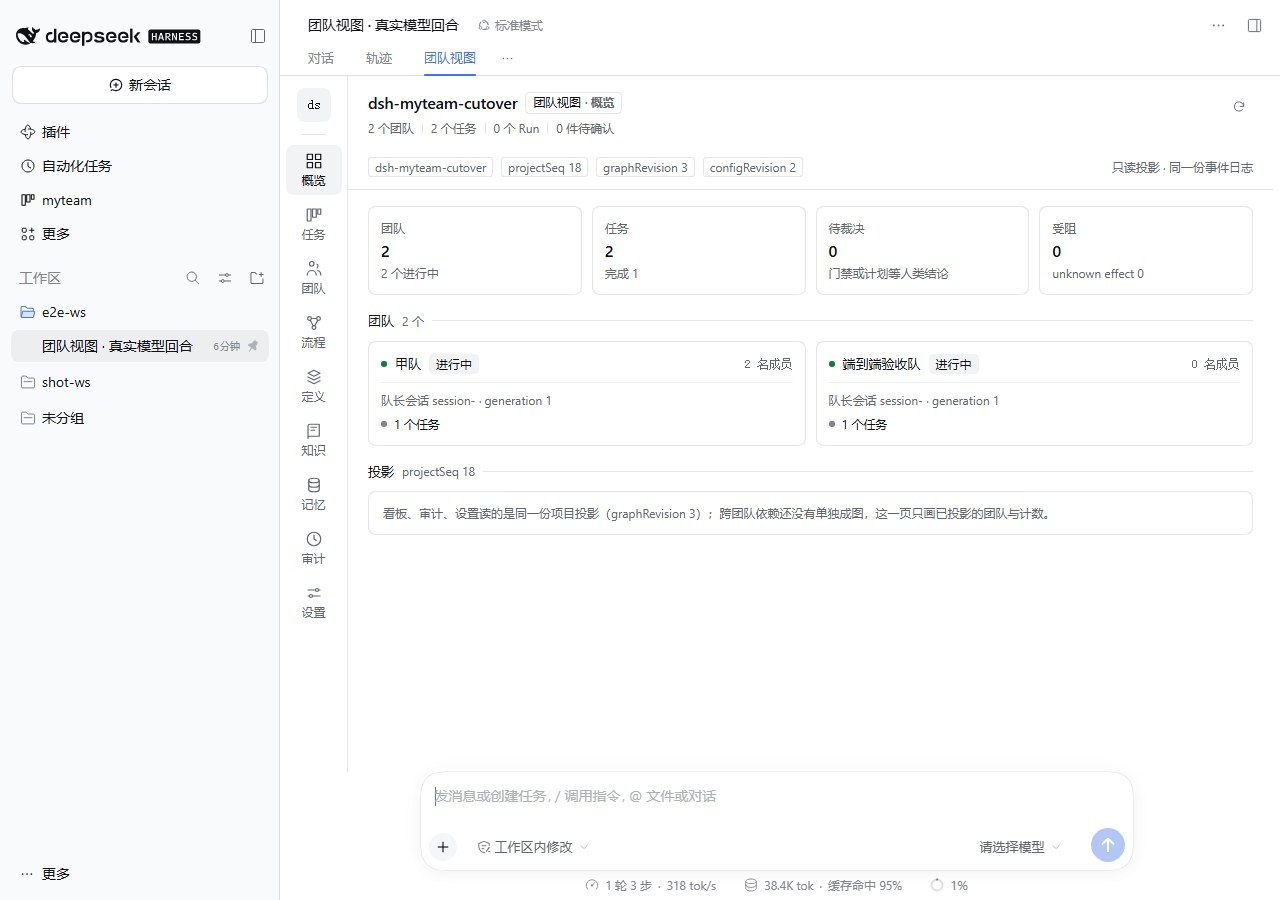 deepseek HARNESS
新会话
插件
自动化任务
myteam
更多
工作区
e2e-ws
团队视图 · 真实模型回合 6分钟
shot-ws
未分组
··· 更多
团队视图 · 真实模型回合 标准模式 ···
对话 轨迹 团队视图 ···
ds
概览
任务
团队
流程
定义
知识
记忆
审计
设置
dsh-myteam-cutover 团队视图 · 概览
2 个团队 2 个任务 0 个 Run 0 件待确认
dsh-myteam-cutover projectSeq 18 graphRevision 3 configRevision 2 只读投影 · 同一份事件日志
团队
2
2 个进行中
任务
2
完成 1
待裁决
0
门禁或计划等人类结论
受阻
0
unknown effect 0
团队 2 个
甲队 进行中 2 名成员
队长会话 session- · generation 1
1 个任务
端到端验收队 进行中 0 名成员
队长会话 session- · generation 1
1 个任务
投影 projectSeq 18
看板、审计、设置读的是同一份项目投影（graphRevision 3）；跨团队依赖还没有单独成图，这一页只画已投影的团队与计数。
发消息或创建任务, / 调用指令, @ 文件或对话
工作区内修改 请选择模型
1 轮 3 步 · 318 tok/s 38.4K tok · 缓存命中 95% 1%